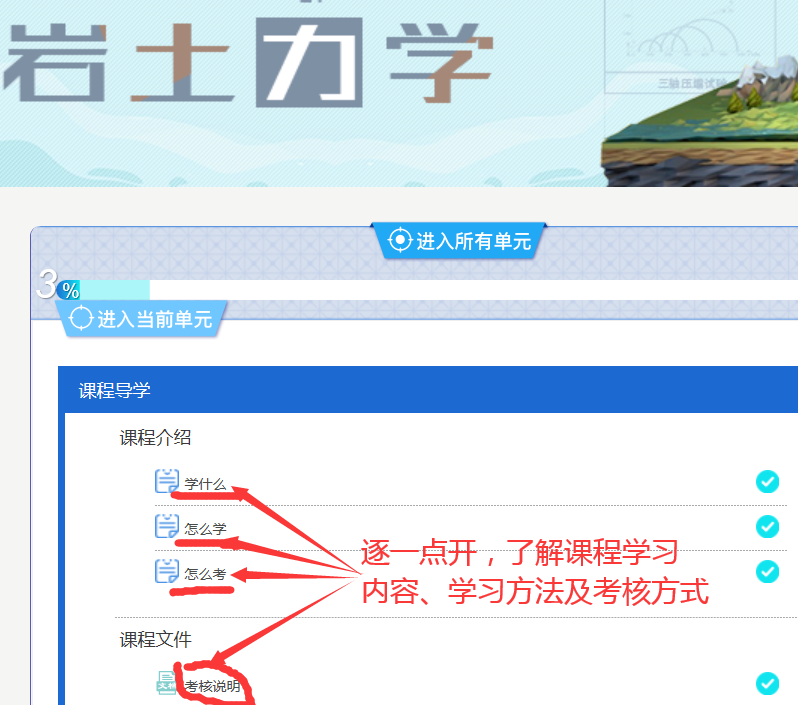 岩土力学
三轴压缩试验
进入所有单元
3%
进入当前单元
课程导学
课程介绍
学什么
怎么学
怎么考
逐一点开，了解课程学习
内容、学习方法及考核方式
课程文件
考核说明